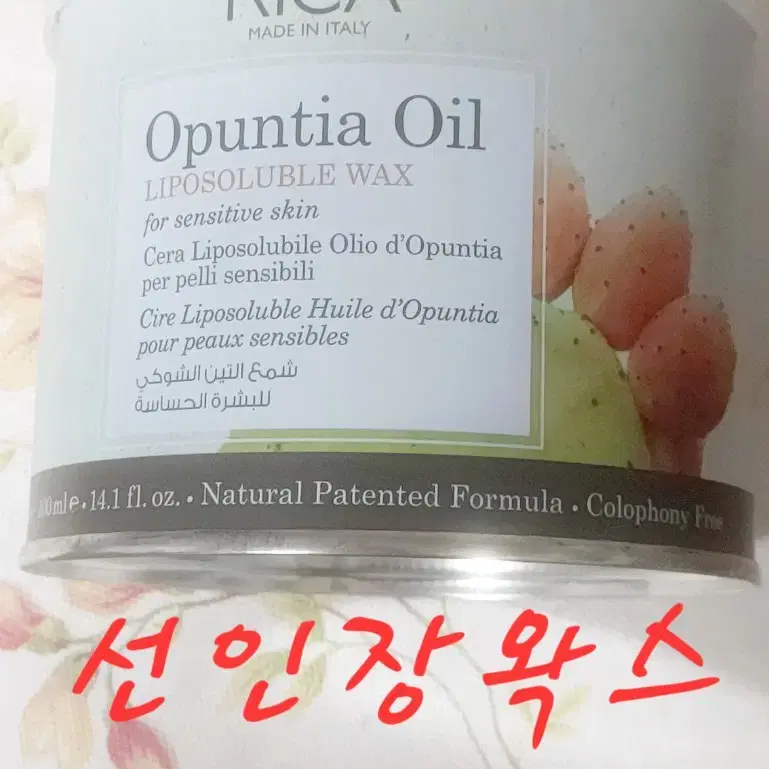 RICA
MADE IN ITALY
Opuntia Oil
LIPOSOLUBLE WAX
for sensitive skin
Cera Liposolubile Olio d'Opuntia
per pelli sensibili
Cire Liposoluble Huile d'Opuntia
pour peaux sensibles
شمع التين الشوكي
للبشرة الحساسة
00ml e • 14.1 fl. oz. • Natural Patented Formula • Colophony Free
선인장왁스